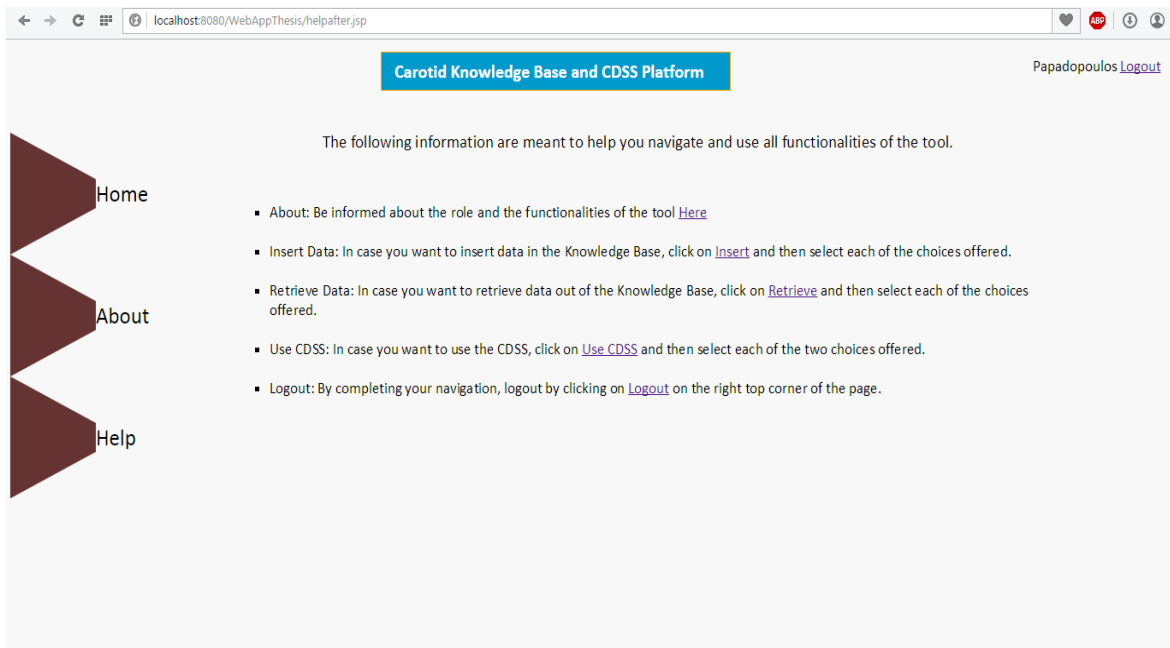 localhost:8080/WebAppThesis/helpafter.jsp
ABP
Carotid Knowledge Base and CDSS Platform
Papadopoulos Logout
The following information are meant to help you navigate and use all functionalities of the tool.
Home
About
Help
▪ About: Be informed about the role and the functionalities of the tool Here
▪ Insert Data: In case you want to insert data in the Knowledge Base, click on Insert and then select each of the choices offered.
▪ Retrieve Data: In case you want to retrieve data out of the Knowledge Base, click on Retrieve and then select each of the choices
offered.
▪ Use CDSS: In case you want to use the CDSS, click on Use CDSS and then select each of the two choices offered.
▪ Logout: By completing your navigation, logout by clicking on Logout on the right top corner of the page.